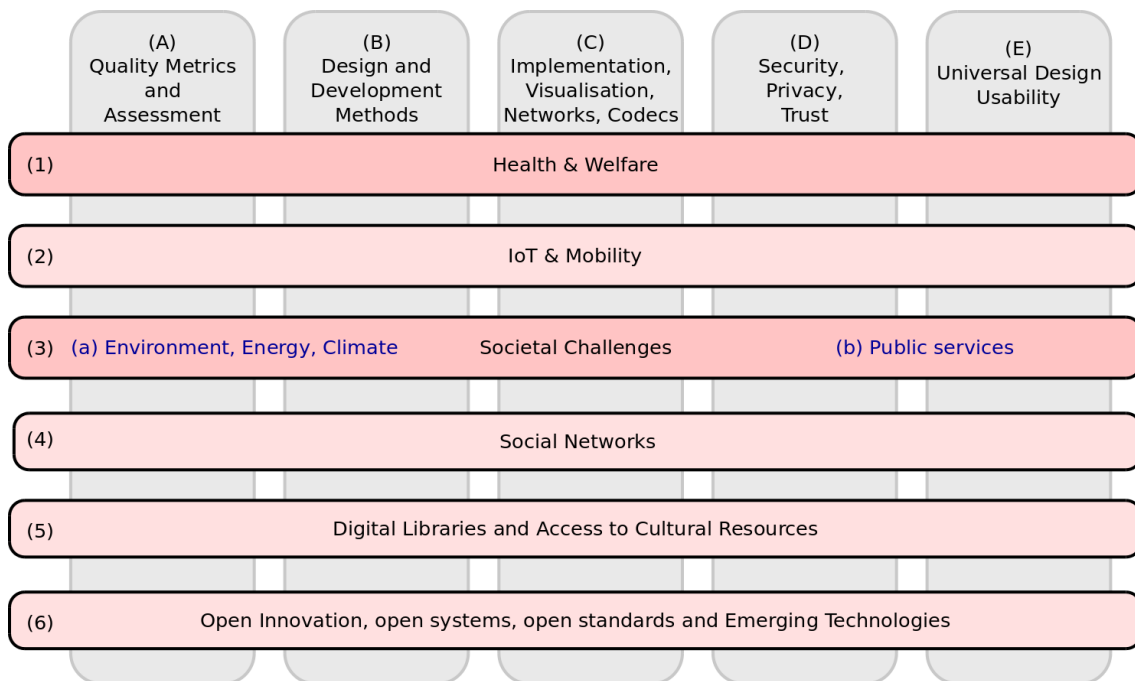 (A)
Quality Metrics
and
Assessment
(B)
Design and
Development
Methods
(C)
Implementation,
Visualisation,
Networks, Codecs
(D)
Security,
Privacy,
Trust
(E)
Universal Design
Usability
(1) Health & Welfare
(2) IoT & Mobility
(3) (a) Environment, Energy, Climate Societal Challenges (b) Public services
(4) Social Networks
(5) Digital Libraries and Access to Cultural Resources
(6) Open Innovation, open systems, open standards and Emerging Technologies